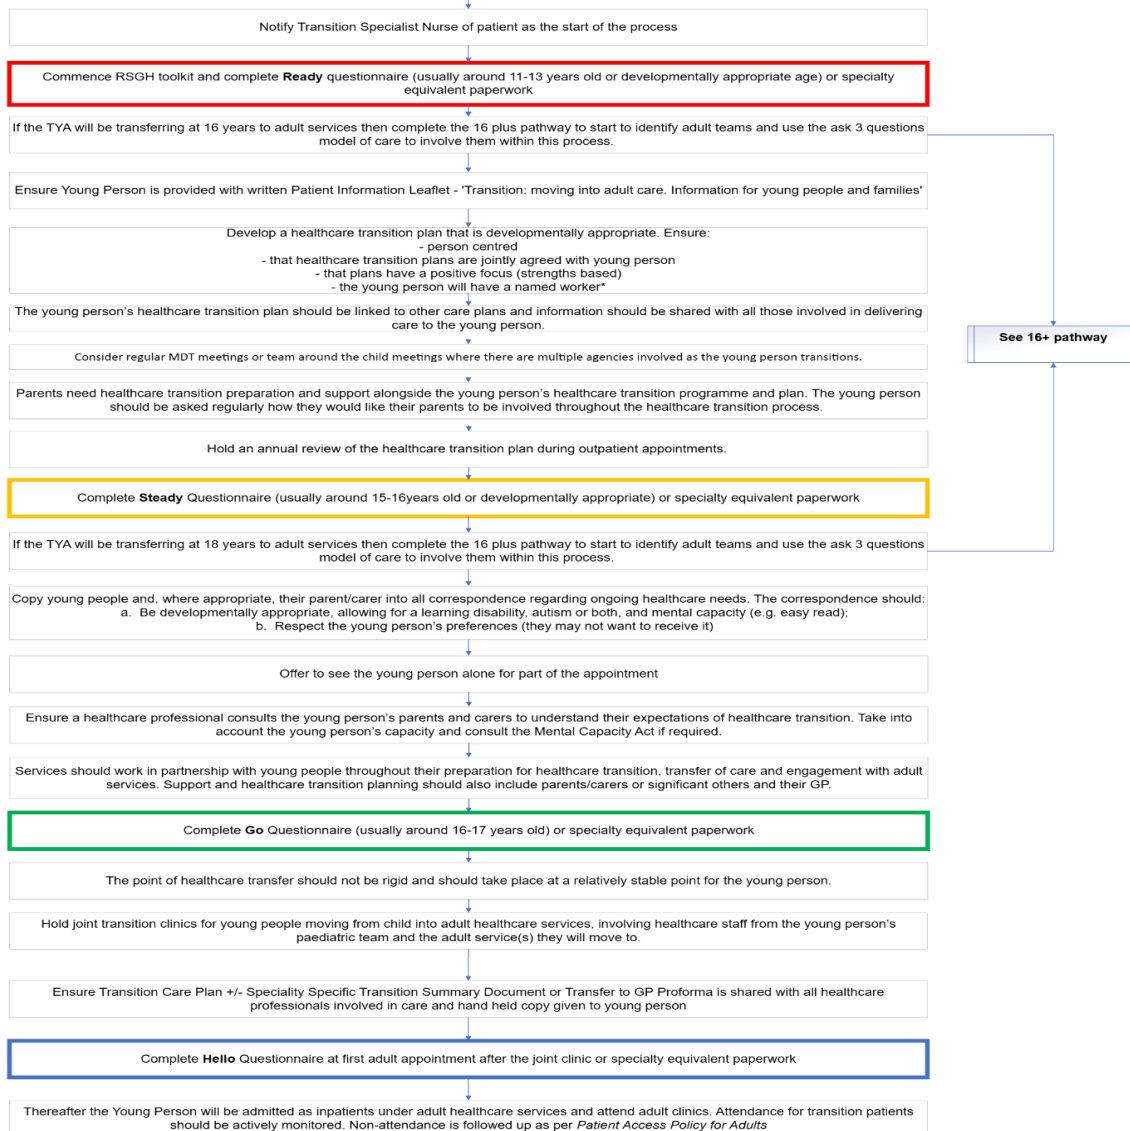 Notify Transition Specialist Nurse of patient as the start of the process
Commence RSGH toolkit and complete Ready questionnaire (usually around 11-13 years old or developmentally appropriate age) or specialty
equivalent paperwork
If the TYA will be transferring at 16 years to adult services then complete the 16 plus pathway to start to identify adult teams and use the ask 3 questions
model of care to involve them within this process.
Ensure Young Person is provided with written Patient Information Leaflet - 'Transition: moving into adult care. Information for young people and families'
Develop a healthcare transition plan that is developmentally appropriate. Ensure:
- person centred
- that healthcare transition plans are jointly agreed with young person
- that plans have a positive focus (strengths based)
- the young person will have a named worker*
The young person's healthcare transition plan should be linked to other care plans and information should be shared with all those involved in delivering
care to the young person.
See 16+ pathway
Consider regular MDT meetings or team around the child meetings where there are multiple agencies involved as the young person transitions.
Parents need healthcare transition preparation and support alongside the young person's healthcare transition programme and plan. The young person
should be asked regularly how they would like their parents to be involved throughout the healthcare transition process.
Hold an annual review of the healthcare transition plan during outpatient appointments.
Complete Steady Questionnaire (usually around 15-16years old or developmentally appropriate) or specialty equivalent paperwork
If the TYA will be transferring at 18 years to adult services then complete the 16 plus pathway to start to identify adult teams and use the ask 3 questions
model of care to involve them within this process.
Copy young people and, where appropriate, their parent/carer into all correspondence regarding ongoing healthcare needs. The correspondence should:
a. Be developmentally appropriate, allowing for a learning disability, autism or both, and mental capacity (e.g. easy read);
b. Respect the young person's preferences (they may not want to receive it)
Offer to see the young person alone for part of the appointment
Ensure a healthcare professional consults the young person's parents and carers to understand their expectations of healthcare transition. Take into
account the young person's capacity and consult the Mental Capacity Act if required.
Services should work in partnership with young people throughout their preparation for healthcare transition, transfer of care and engagement with adult
services. Support and healthcare transition planning should also include parents/carers or significant others and their GP.
Complete Go Questionnaire (usually around 16-17 years old) or specialty equivalent paperwork
The point of healthcare transfer should not be rigid and should take place at a relatively stable point for the young person.
Hold joint transition clinics for young people moving from child into adult healthcare services, involving healthcare staff from the young person's
paediatric team and the adult service(s) they will move to.
Ensure Transition Care Plan +/- Speciality Specific Transition Summary Document or Transfer to GP Proforma is shared with all healthcare
professionals involved in care and hand held copy given to young person
Complete Hello Questionnaire at first adult appointment after the joint clinic or specialty equivalent paperwork
Thereafter the Young Person will be admitted as inpatients under adult healthcare services and attend adult clinics. Attendance for transition patients
should be actively monitored. Non-attendance is followed up as per Patient Access Policy for Adults